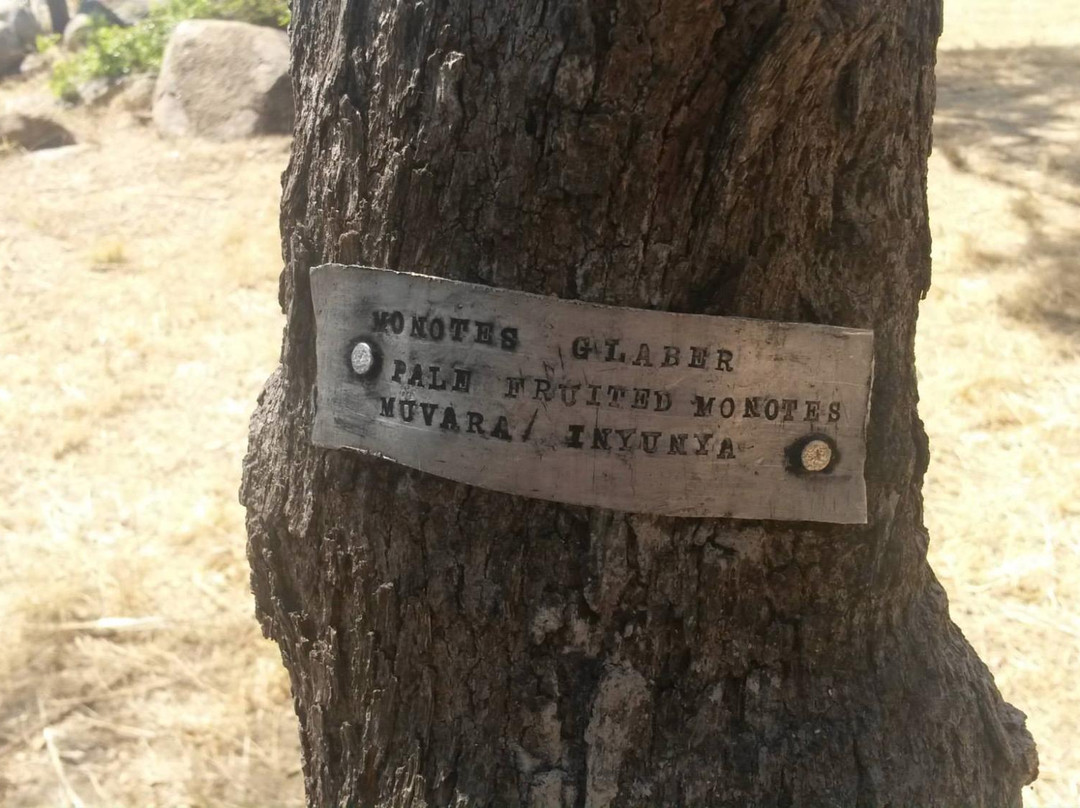 MONOTES GLABER
PALE FRUITED MONOTES
MUVARA/ INYUNYA